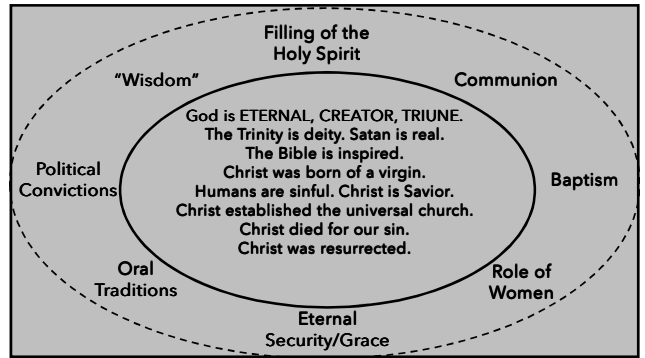 Filling of the
Holy Spirit
"Wisdom"
Communion
God is ETERNAL, CREATOR, TRIUNE.
The Trinity is deity. Satan is real.
The Bible is inspired.
Christ was born of a virgin.
Humans are sinful. Christ is Savior.
Christ established the universal church.
Christ died for our sin.
Christ was resurrected.
Political
Convictions
Baptism
Oral
Traditions
Role of
Women
Eternal
Security/Grace